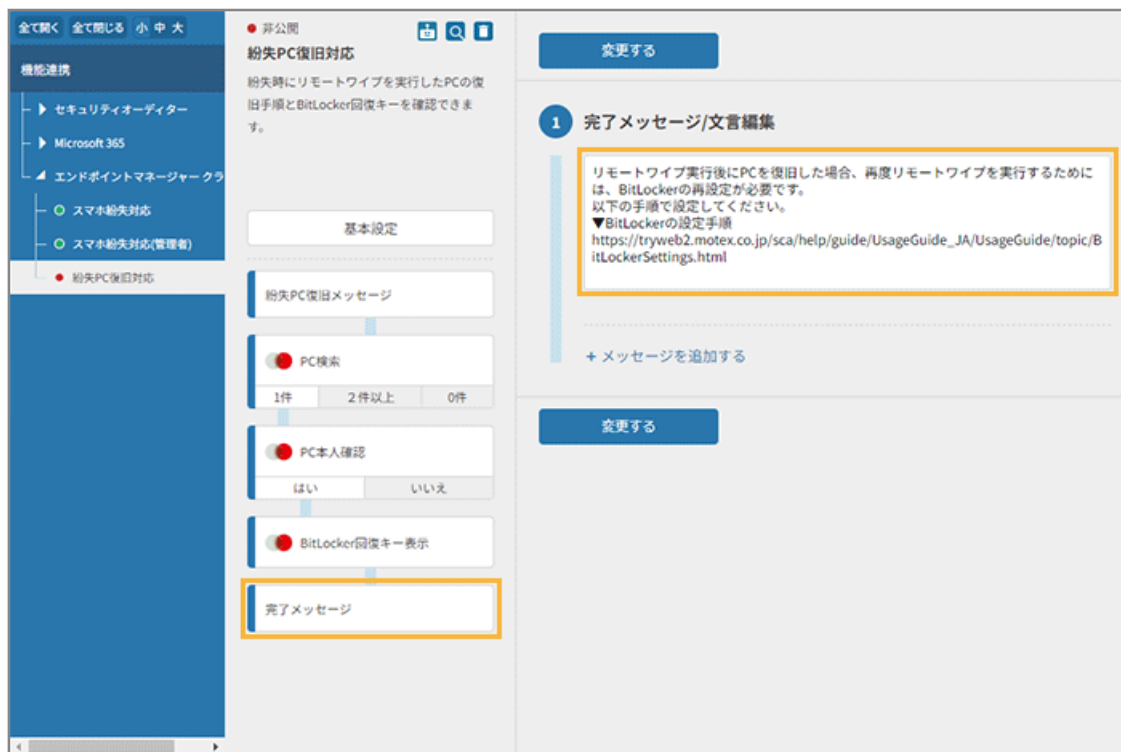 全て開く 全て閉じる 小 中 大
機能連携
セキュリティオーディター
Microsoft 365
エンドポイントマネージャー クラ
スマホ紛失対応
スマホ紛失対応(管理者)
紛失PC復旧対応
非公開
紛失PC復旧対応
紛失時にリモートワイプを実行したPCの復
旧手順とBitLocker回復キーを確認できま
す。
基本設定
紛失PC復旧メッセージ
PC検索
1件 2件以上 0件
PC本人確認
はい いいえ
BitLocker回復キー表示
完了メッセージ
変更する
1 完了メッセージ/文言編集
リモートワイプ実行後にPCを復旧した場合、再度リモートワイプを実行するために
は、BitLockerの再設定が必要です。
以下の手順で設定してください。
▼BitLockerの設定手順
https://tryweb2.motex.co.jp/sca/help/guide/UsageGuide_JA/UsageGuide/topic/B
itLockerSettings.html
+ メッセージを追加する
変更する